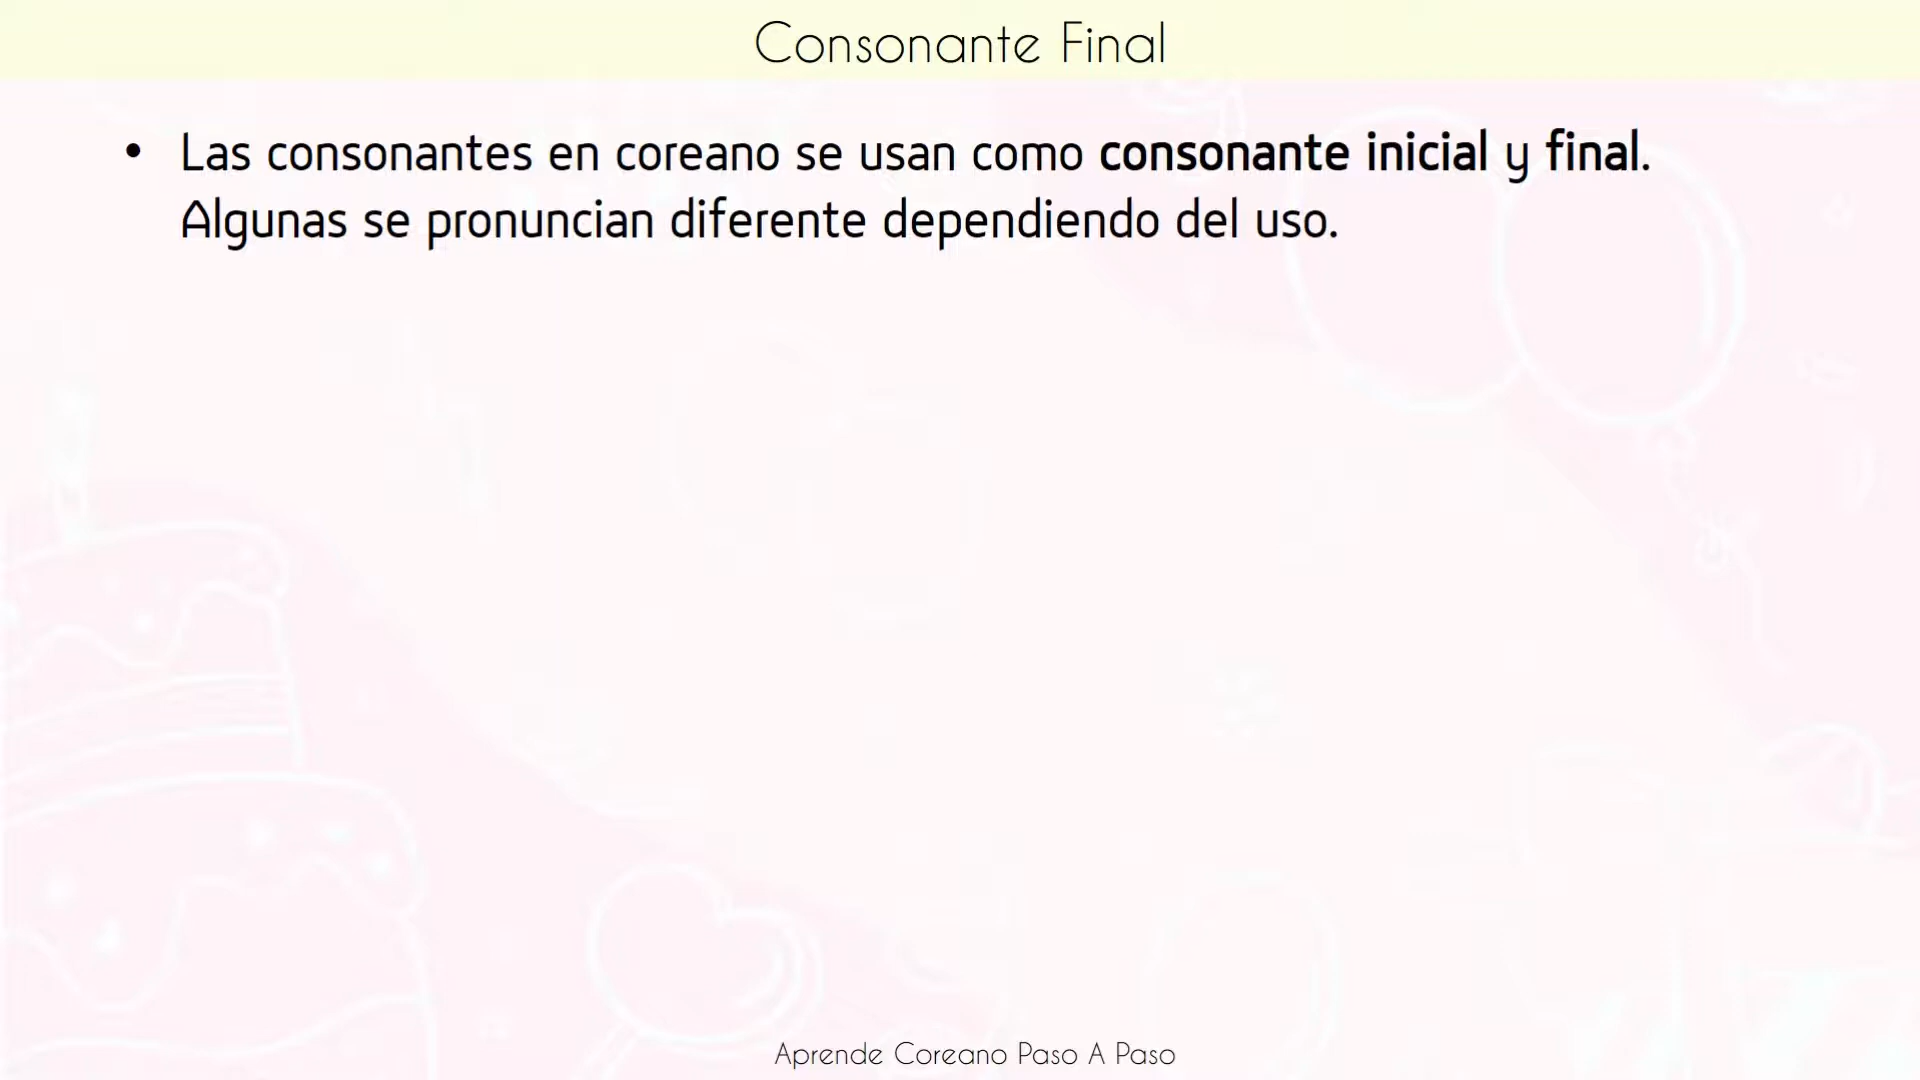 Consonante Final
• Las consonantes en coreano se usan como consonante inicial y final.
Algunas se pronuncian diferente dependiendo del uso.
Aprende Coreano Paso A Paso